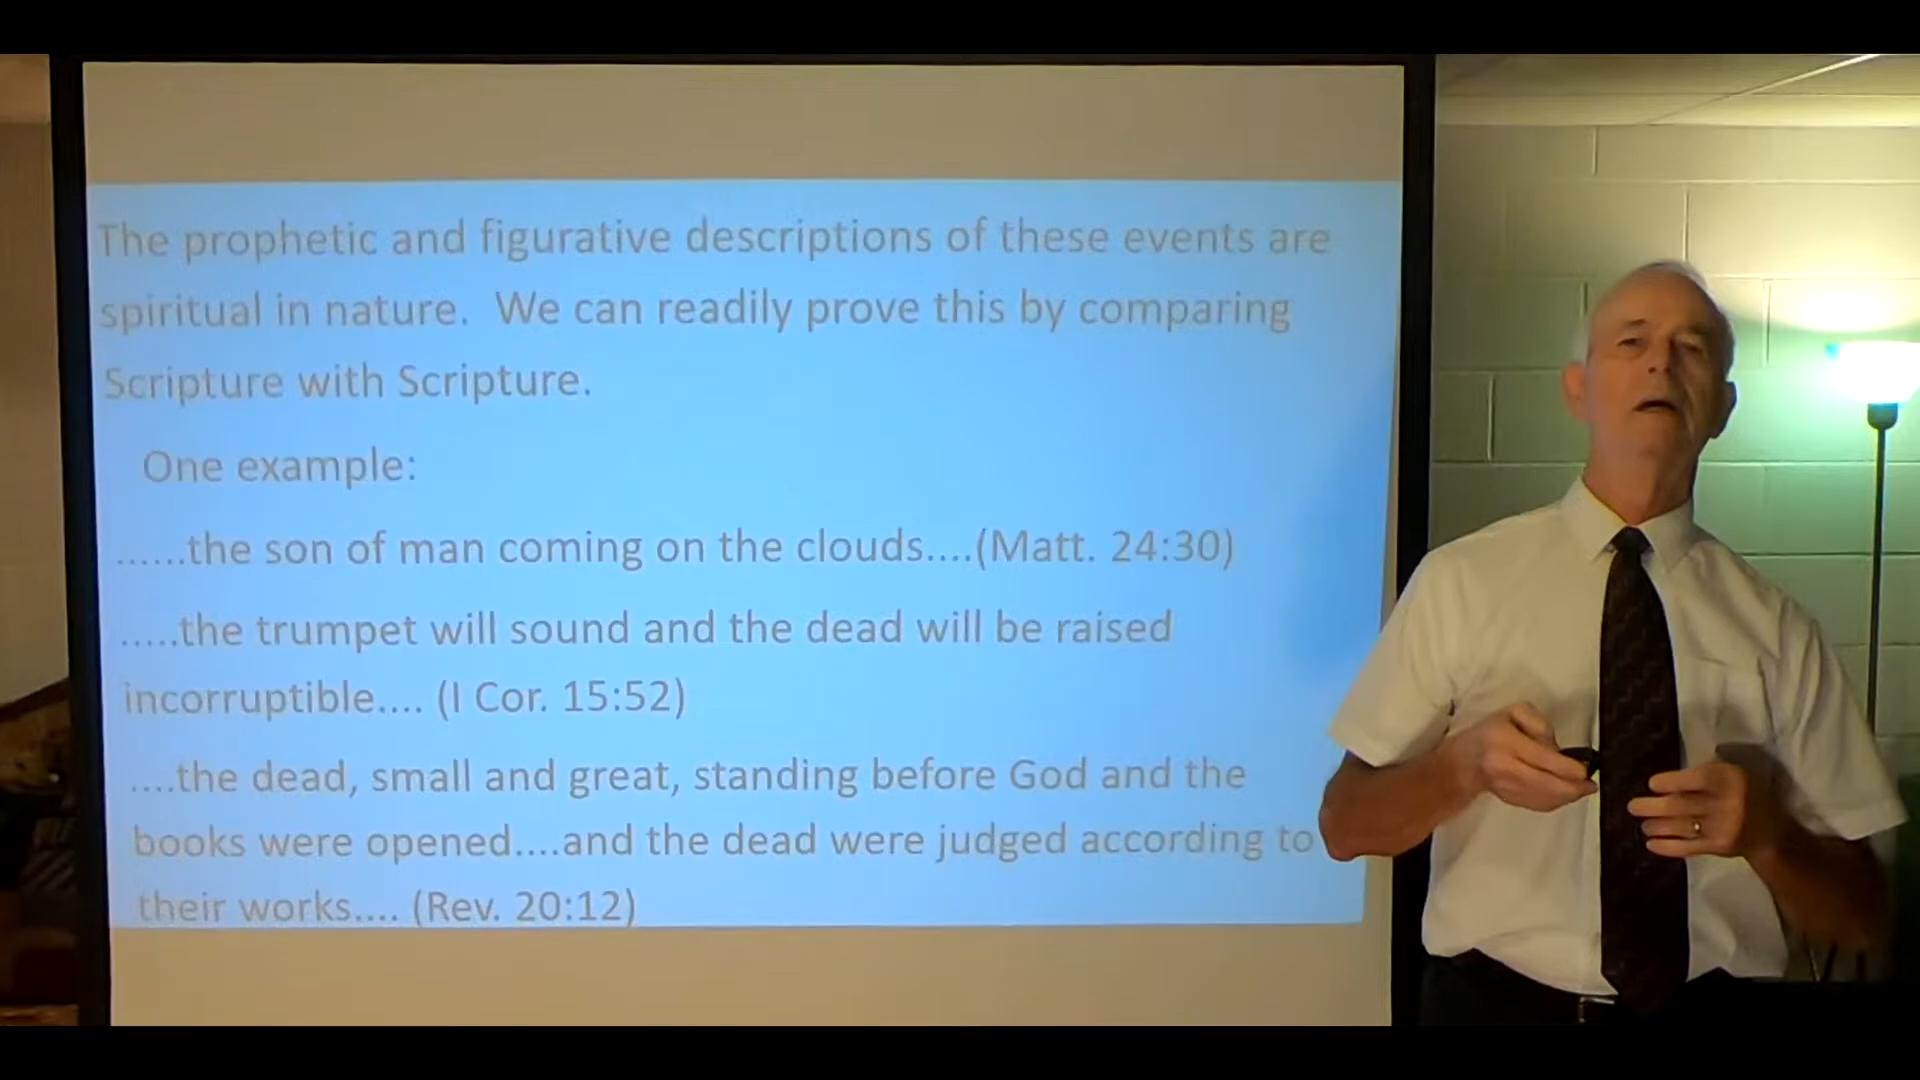 The prophetic and figurative descriptions of these events are
spiritual in nature. We can readily prove this by comparing
Scripture with Scripture.
One example:
......the son of man coming on the clouds....(Matt. 24:30)
.....the trumpet will sound and the dead will be raised
incorruptible.... (I Cor. 15:52)
....the dead, small and great, standing before God and the
books were opened....and the dead were judged according to
their works.... (Rev. 20:12)